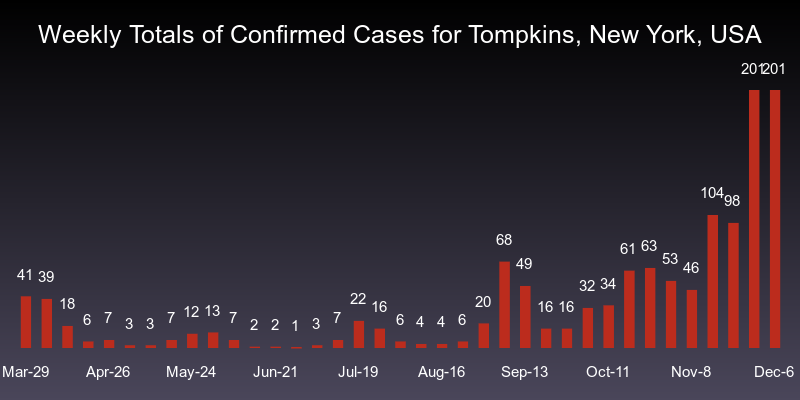 Weekly Totals of Confirmed Cases for Tompkins, New York, USA
201 201
104 98
68
61 63
49 53
41 39 46
32 34
18 22 20
12 13 16 16 16
6 7 3 3 7 7 2 2 1 3 7 6 4 4 6
Mar-29 Apr-26 May-24 Jun-21 Jul-19 Aug-16 Sep-13 Oct-11 Nov-8 Dec-6